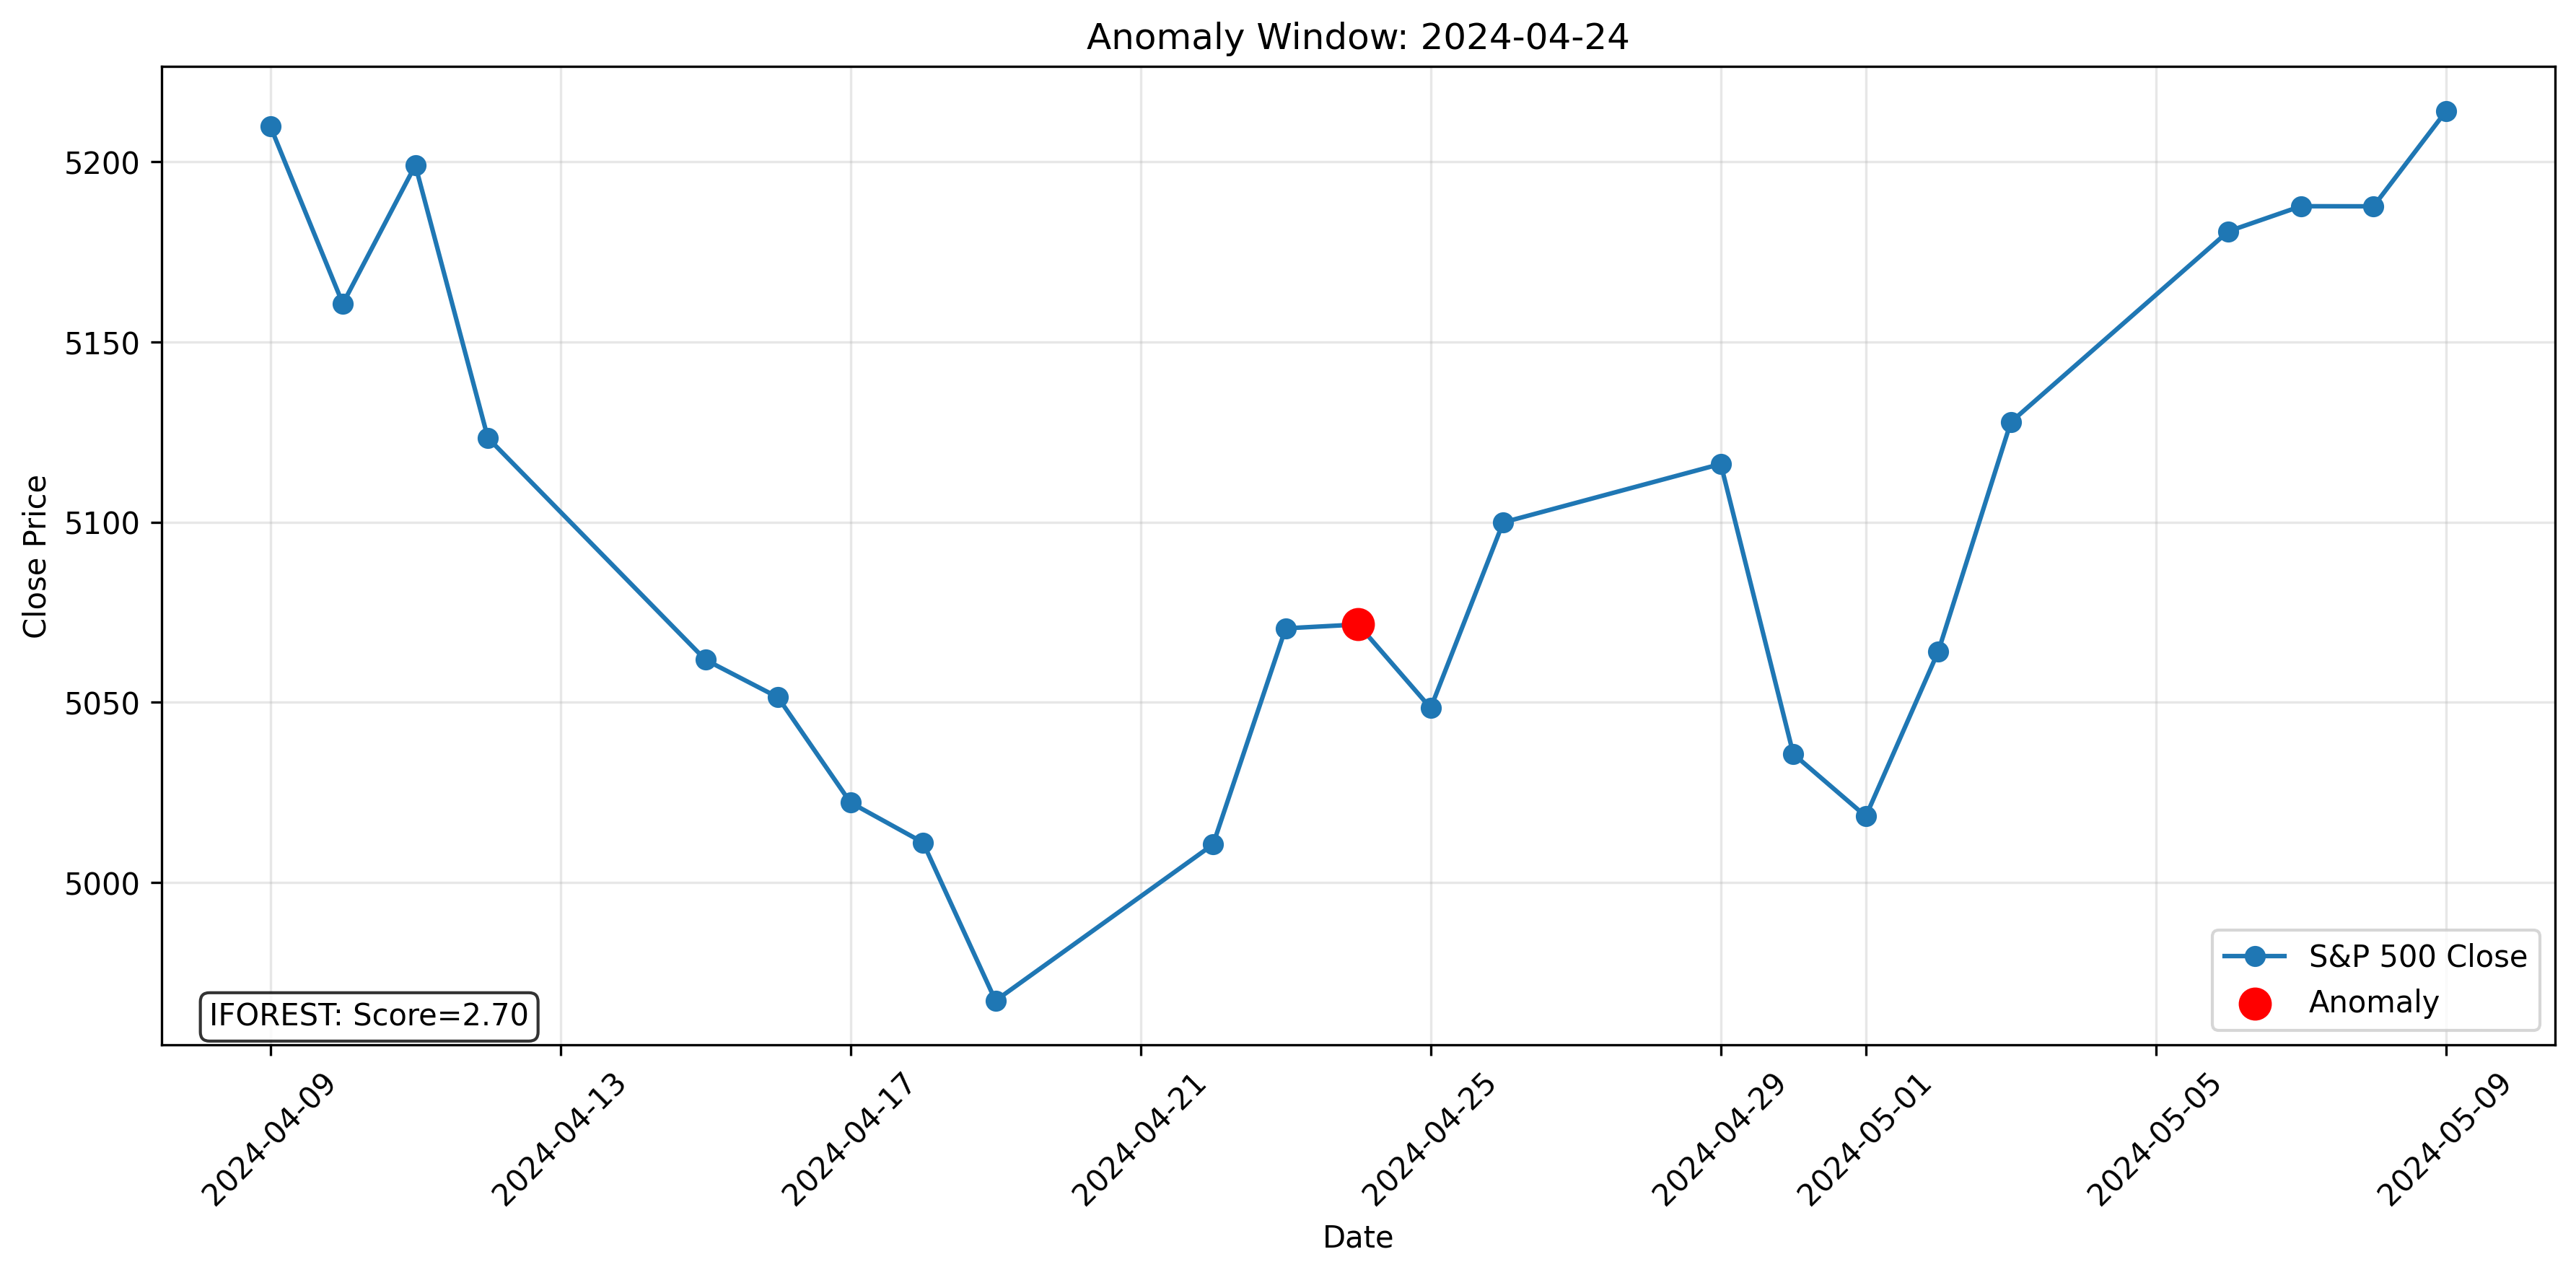 Anomaly Window: 2024-04-24
Close Price
5200
5150
5100
5050
5000
IFOREST: Score=2.70
S&P 500 Close
Anomaly
2024-04-09
2024-04-13
2024-04-17
2024-04-21
2024-04-25
2024-04-29
2024-05-01
2024-05-05
2024-05-09
Date